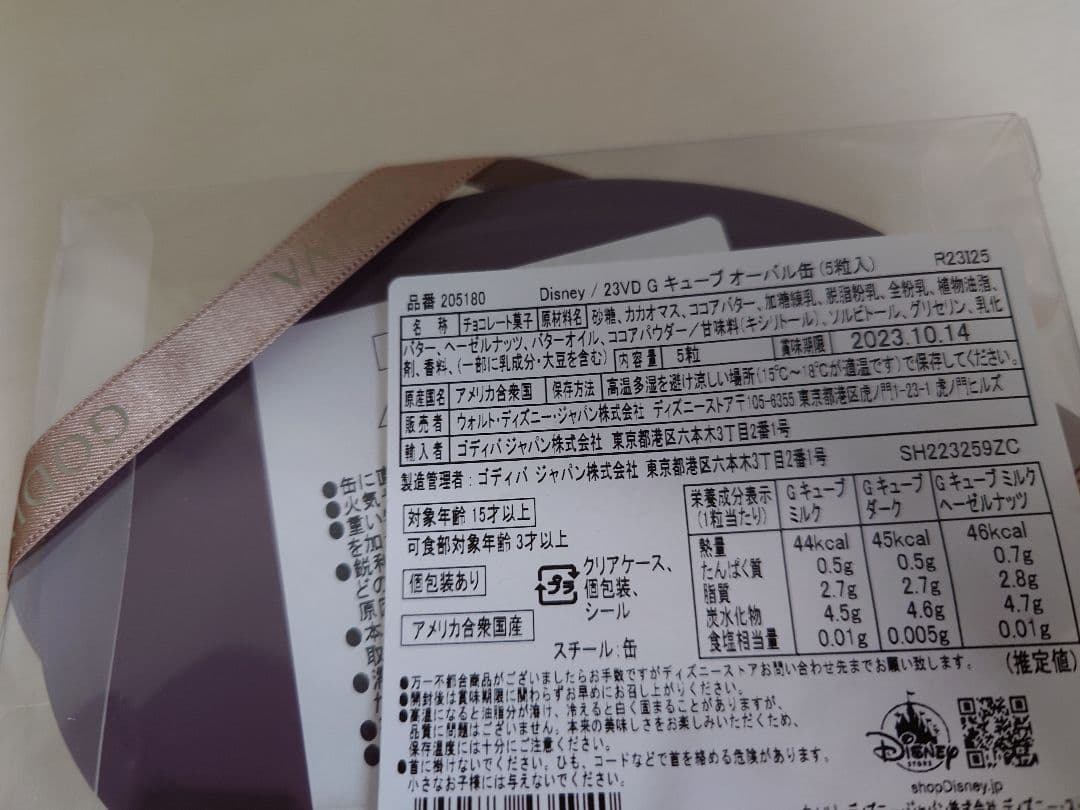 GODIVA
VA GO
R23I25
品番 205180 Disney / 23VD G キューブ オーバル缶 (5粒入)
名 称 チョコレート菓子 原材料名 砂糖、カカオマス、ココアバター、加糖練乳、脱脂粉乳、全粉乳、植物油脂、
バター、ヘーゼルナッツ、バターオイル、ココアパウダー/甘味料(キシリトール)、ソルビトール、グリセリン、乳化
剤、香料、(一部に乳成分・大豆を含む) 内容量 5粒 賞味期限 2023.10.14
原産国名 アメリカ合衆国 保存方法 高温多湿を避け涼しい場所(15℃~18℃が適温です)で保存してください。
販売者 ウォルト・ディズニー・ジャパン株式会社 ディズニーストア〒105-6355 東京都港区虎ノ門1-23-1 虎ノ門ヒルズ
輸入者 ゴディバ ジャパン株式会社 東京都港区六本木3丁目2番1号
製造管理者:ゴディバ ジャパン株式会社 東京都港区六本木3丁目2番1号 SH223259ZC
対象年齢 15才以上
可食部対象年齢 3才以上
個包装あり
アメリカ合衆国産
プラ
クリアケース、
個包装、
シール
スチール:缶
栄養成分表示 (1粒当たり) Gキューブ ミルク Gキューブ ダーク Gキューブ ミルク ヘーゼルナッツ
熱量 44kcal 45kcal 46kcal
たんぱく質 0.5g 0.5g 0.7g
脂質 2.7g 2.7g 2.8g
炭水化物 4.5g 4.6g 4.7g
食塩相当量 0.01g 0.005g 0.01g
(推定値)
●万一不都合商品がございましたらお手数ですがディズニーストアお問い合わせ先までお願い致します。
●開封後は賞味期限に関わらずお早めにお召し上がりください。
●高温になると油脂分が溶け、冷えると白く固まることがありますが、
品質に問題はございません。本来の美味しさをお楽しみいただくため、
保存温度には十分にご注意ください。
●首に掛けないでください。ひも、コードなどで首を絞める危険があります。
小さなお子様には与えないでください。
Disney
STORE
shopDisney.jp
●缶に
火気
●重い
を加
●鋭利
どの
原因
●本
取